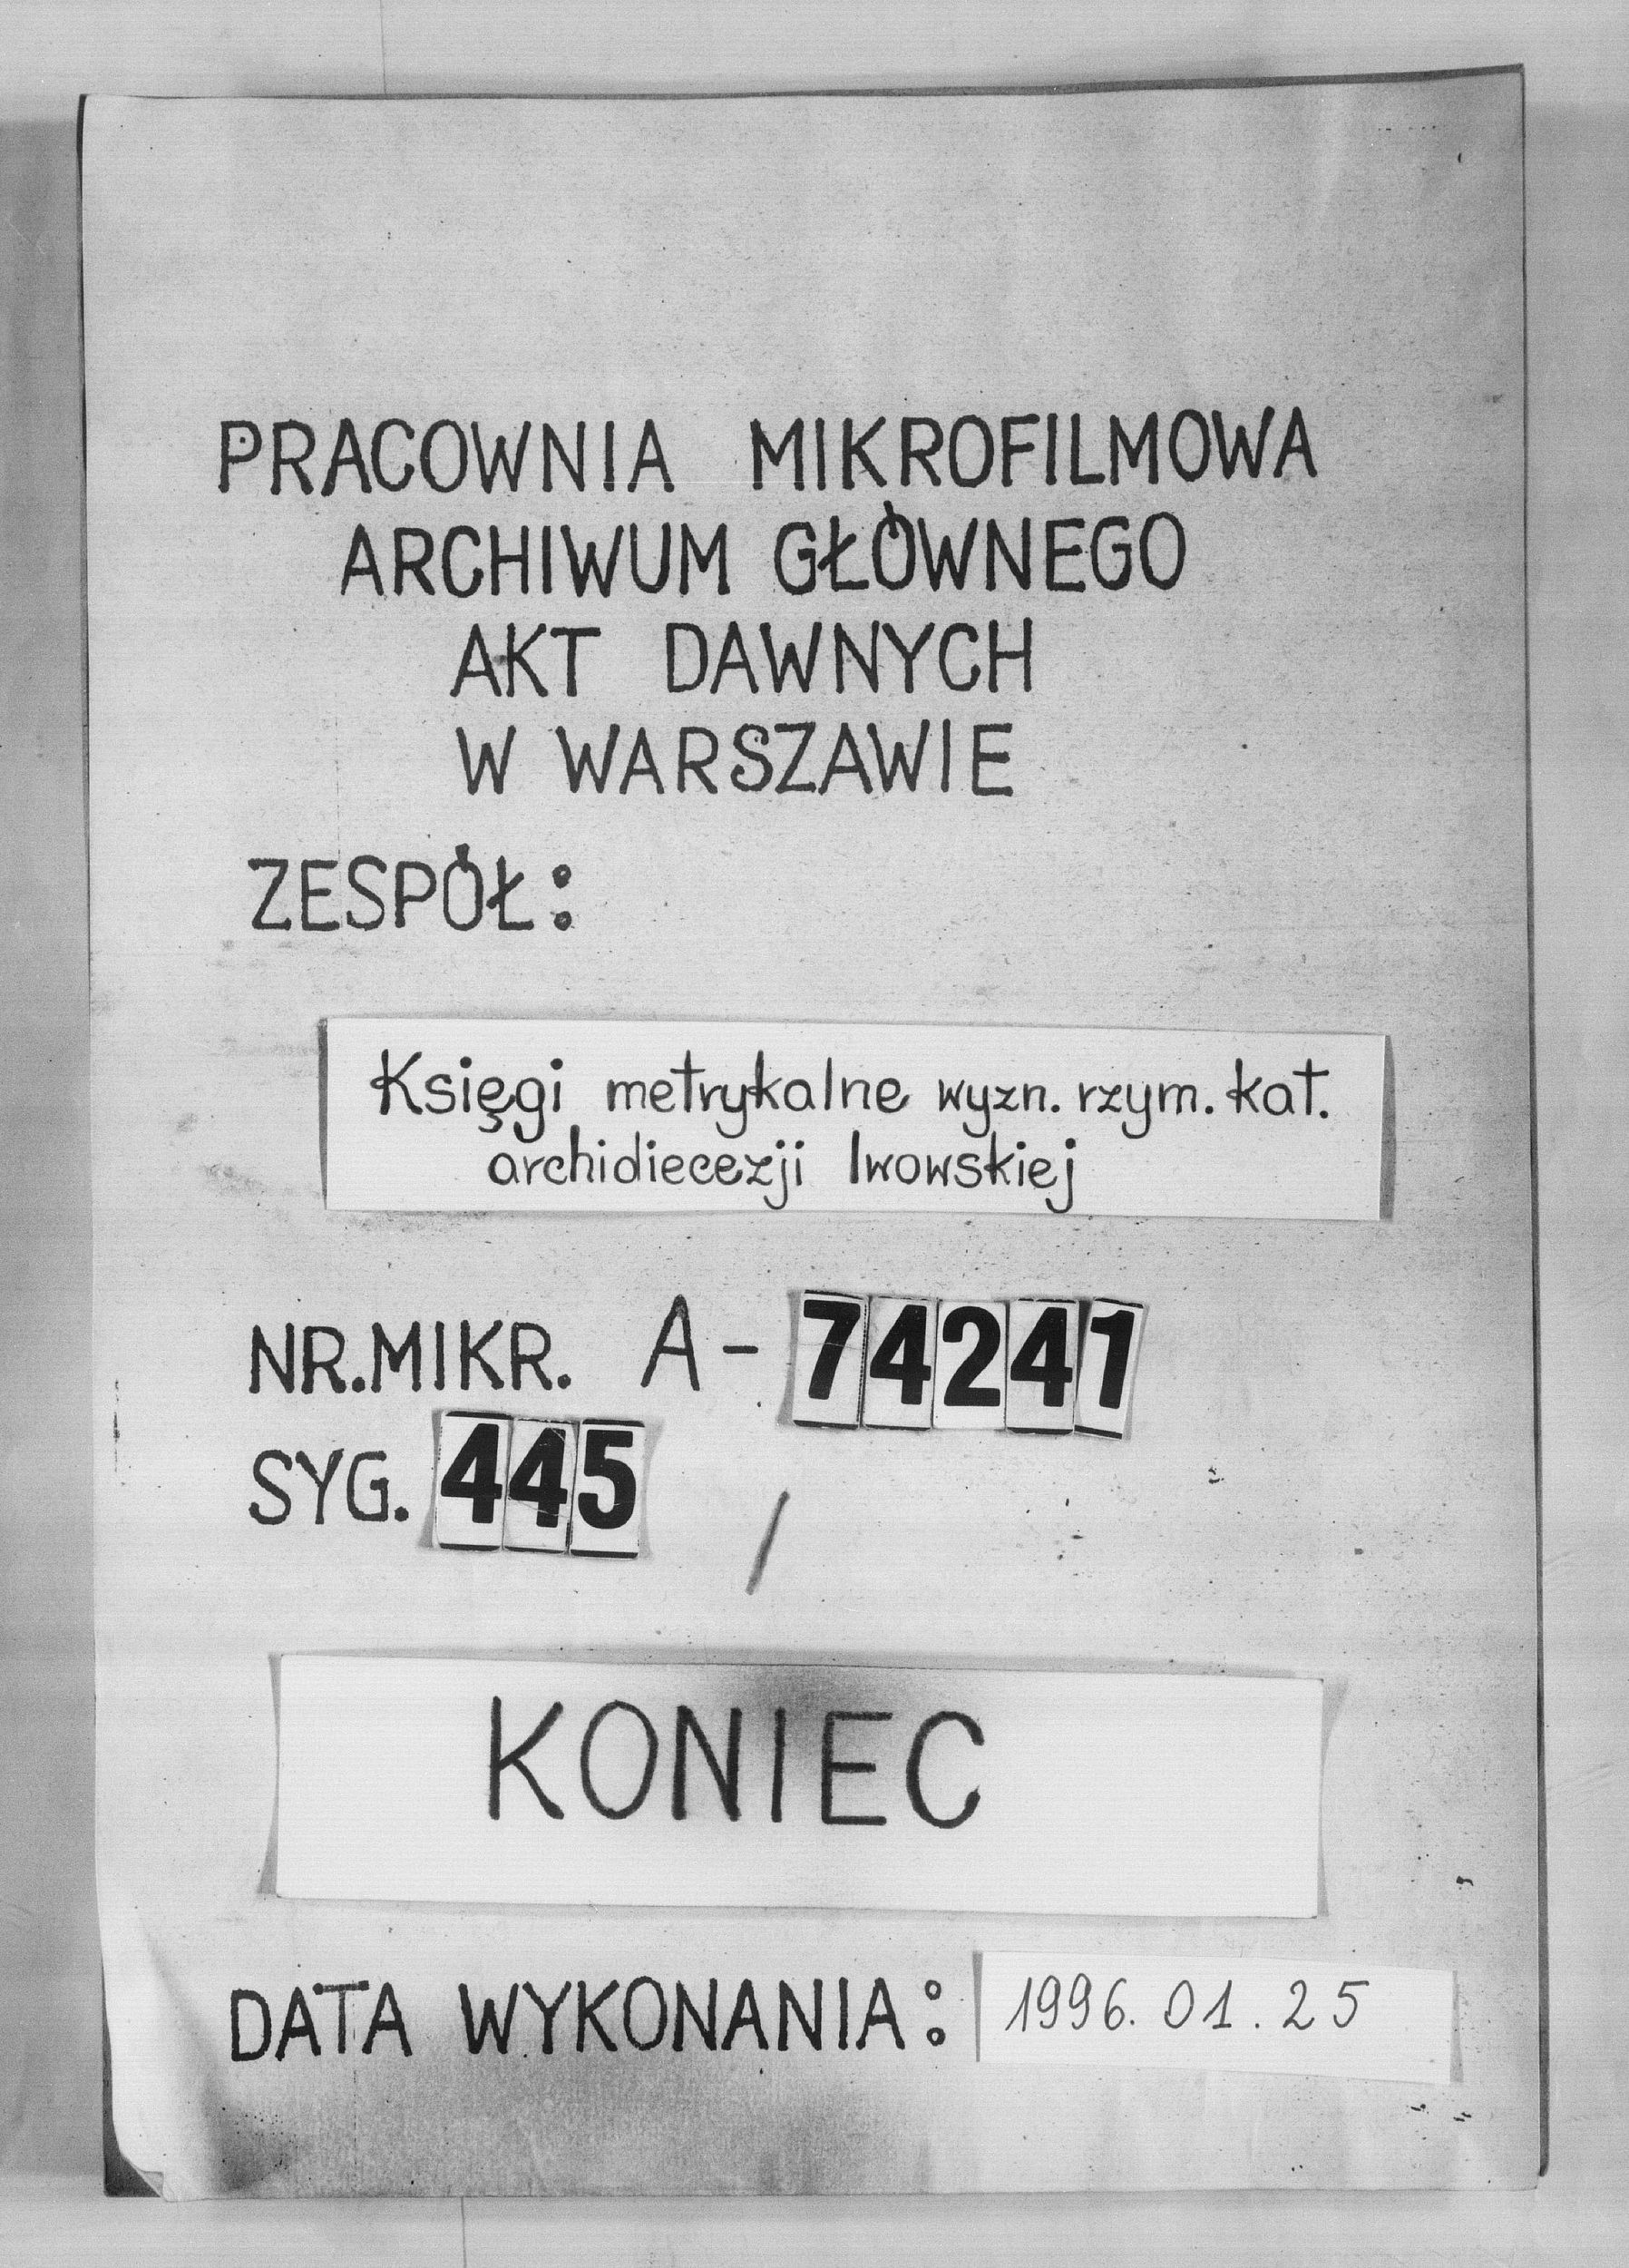 PRACOWNIA MIKROFILMOWA
ARCHIWUM GŁÓWNEGO
AKT DAWNYCH
W WARSZAWIE
ZESPÓŁ:
Księgi metrykalne wyzn. rzym. kat.
archidiecezji lwowskiej
NR.MIKR. A-74241
SYG. 445 /
KONIEC
DATA WYKONANIA: 1996. 01. 25